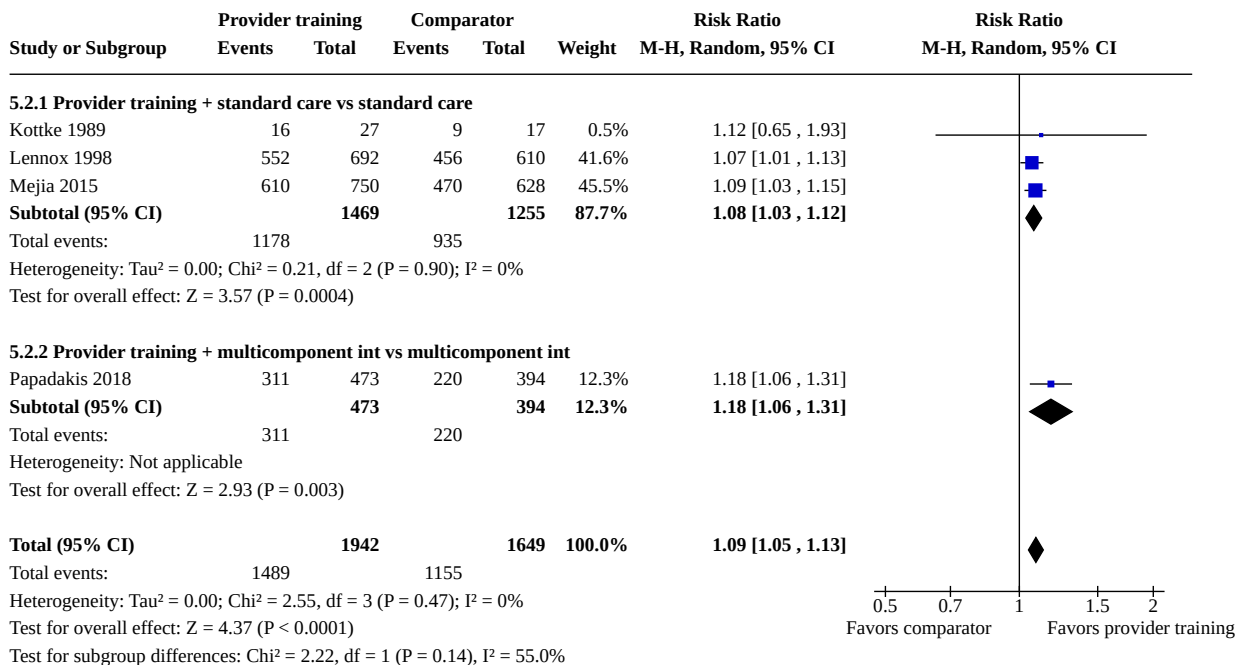 Provider training Comparator Risk Ratio Risk Ratio
Study or Subgroup Events Total Events Total Weight M-H, Random, 95% CI M-H, Random, 95% CI
5.2.1 Provider training + standard care vs standard care
Kottke 1989 16 27 9 17 0.5% 1.12 [0.65 , 1.93]
Lennox 1998 552 692 456 610 41.6% 1.07 [1.01 , 1.13]
Mejia 2015 610 750 470 628 45.5% 1.09 [1.03 , 1.15]
Subtotal (95% CI) 1469 1255 87.7% 1.08 [1.03 , 1.12]
Total events: 1178 935
Heterogeneity: Tau² = 0.00; Chi² = 0.21, df = 2 (P = 0.90); I² = 0%
Test for overall effect: Z = 3.57 (P = 0.0004)
5.2.2 Provider training + multicomponent int vs multicomponent int
Papadakis 2018 311 473 220 394 12.3% 1.18 [1.06 , 1.31]
Subtotal (95% CI) 473 394 12.3% 1.18 [1.06 , 1.31]
Total events: 311 220
Heterogeneity: Not applicable
Test for overall effect: Z = 2.93 (P = 0.003)
Total (95% CI) 1942 1649 100.0% 1.09 [1.05 , 1.13]
Total events: 1489 1155
Heterogeneity: Tau² = 0.00; Chi² = 2.55, df = 3 (P = 0.47); I² = 0%
0.5 0.7 1 1.5 2
Test for overall effect: Z = 4.37 (P < 0.0001)
Favors comparator Favors provider training
Test for subgroup differences: Chi² = 2.22, df = 1 (P = 0.14), I² = 55.0%